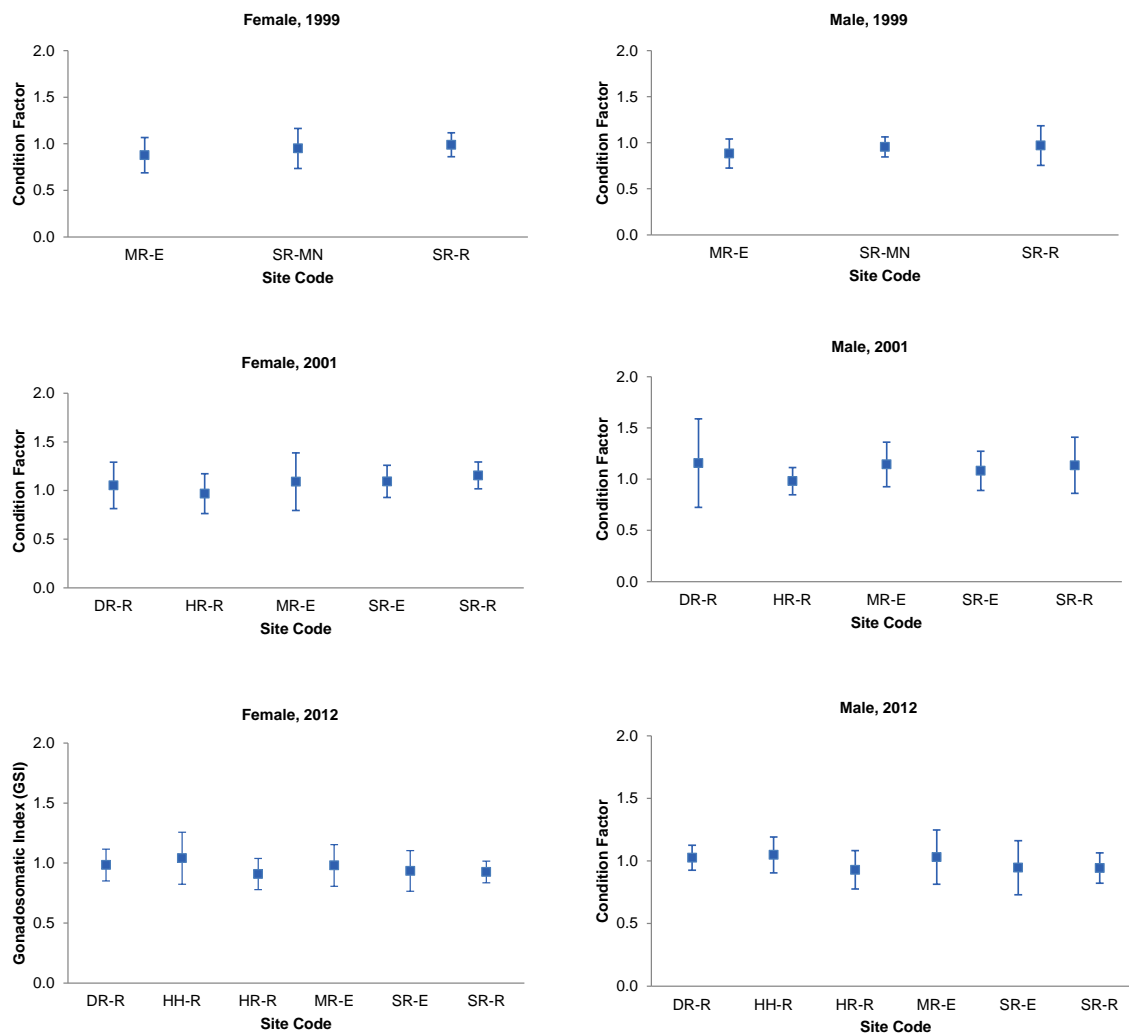 Female, 1999
2.0
1.5
1.0
0.5
0.0
Condition Factor
MR-E SR-MN SR-R
Site Code
Male, 1999
2.0
1.5
1.0
0.5
0.0
Condition Factor
MR-E SR-MN SR-R
Site Code
Female, 2001
2.0
1.5
1.0
0.5
0.0
Condition Factor
DR-R HR-R MR-E SR-E SR-R
Site Code
Male, 2001
2.0
1.5
1.0
0.5
0.0
Condition Factor
DR-R HR-R MR-E SR-E SR-R
Site Code
Female, 2012
2.0
1.5
1.0
0.5
0.0
Gonadosomatic Index (GSI)
DR-R HH-R HR-R MR-E SR-E SR-R
Site Code
Male, 2012
2.0
1.5
1.0
0.5
0.0
Condition Factor
DR-R HH-R HR-R MR-E SR-E SR-R
Site Code